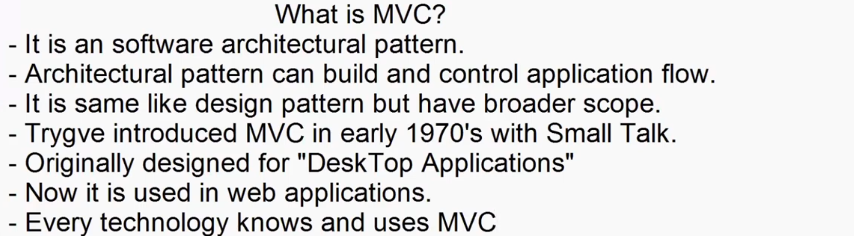 What is MVC?
- It is an software architectural pattern.
- Architectural pattern can build and control application flow.
- It is same like design pattern but have broader scope.
- Trygve introduced MVC in early 1970's with Small Talk.
- Originally designed for "DeskTop Applications"
- Now it is used in web applications.
- Every technology knows and uses MVC